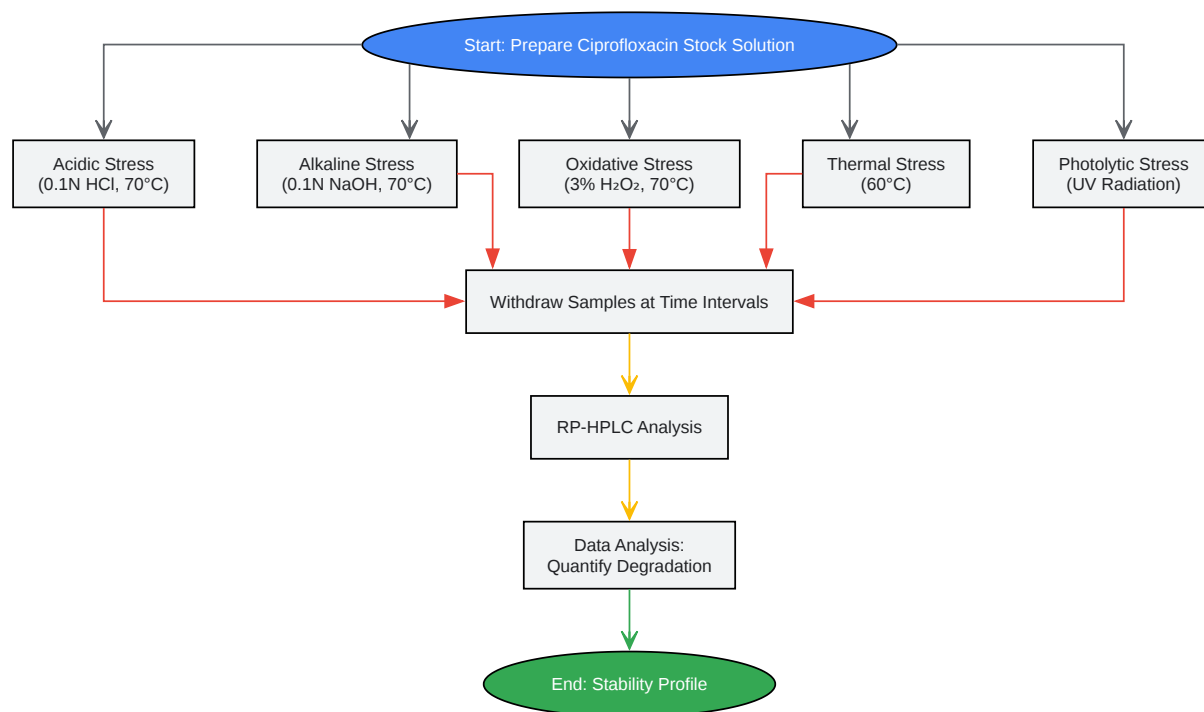 Start: Prepare Ciprofloxacin Stock Solution
Acidic Stress
(0.1N HCl, 70°C)
Alkaline Stress
(0.1N NaOH, 70°C)
Oxidative Stress
(3% H₂O₂, 70°C)
Thermal Stress
(60°C)
Photolytic Stress
(UV Radiation)
Withdraw Samples at Time Intervals
RP-HPLC Analysis
Data Analysis:
Quantify Degradation
End: Stability Profile